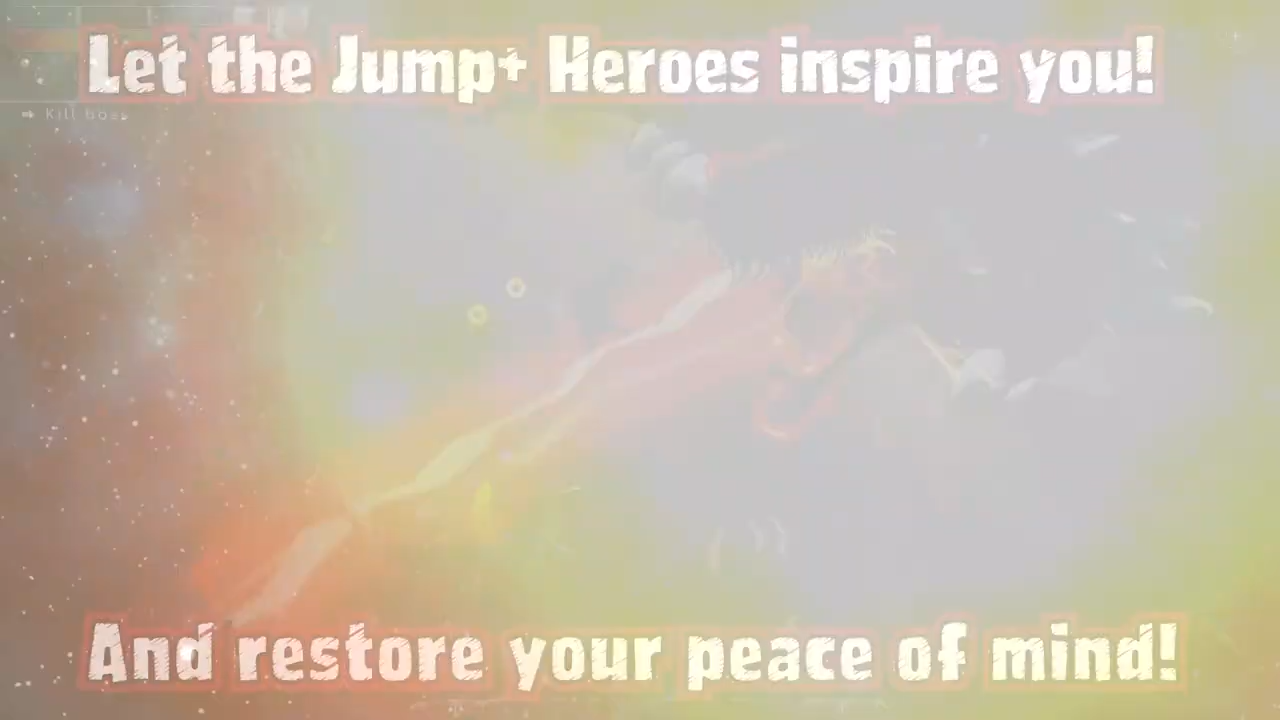 Let the Jump+ Heroes inspire you!
➡ Kill boss
And restore your peace of mind!